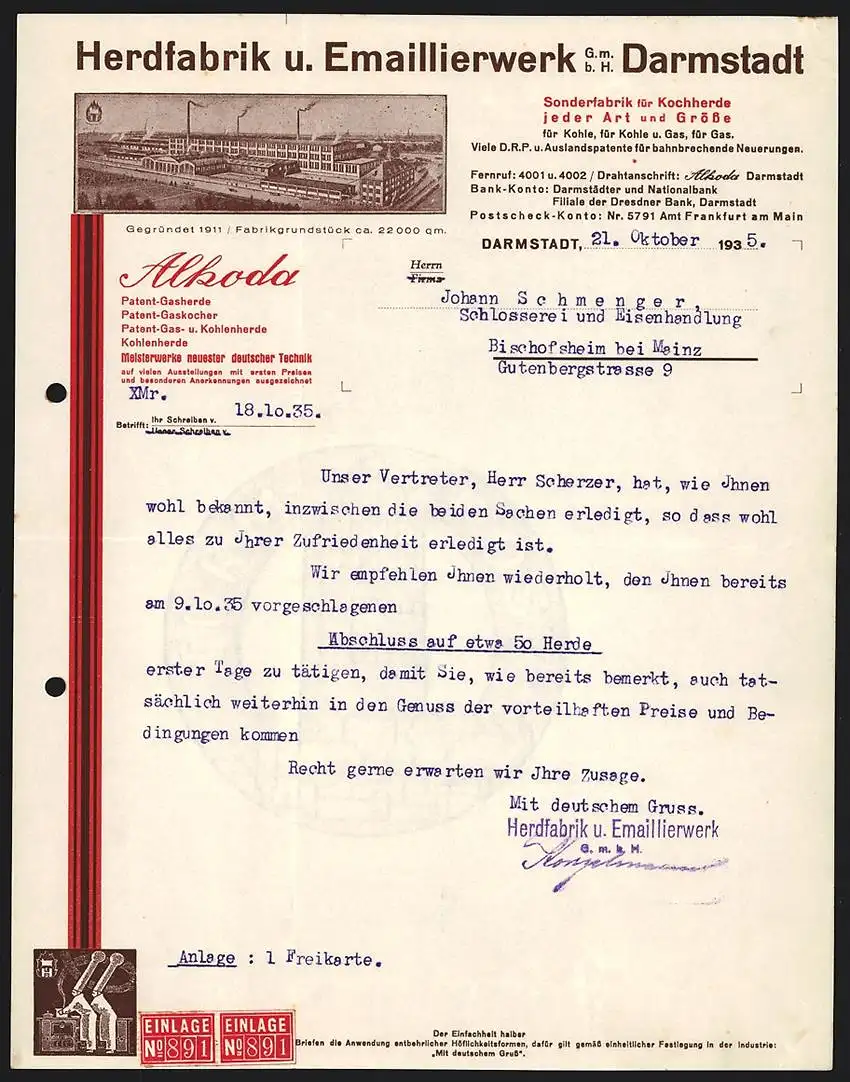 Herdfabrik u. Emaillierwerk G.m.b.H. Darmstadt
Sonderfabrik für Kochherde
jeder Art und Größe
für Kohle, für Kohle u. Gas, für Gas.
Viele D.R.P. u. Auslandspatente für bahnbrechende Neuerungen.
Fernruf: 4001 u. 4002 / Drahtanschrift: Alkoda Darmstadt
Bank-Konto: Darmstädter und Nationalbank
Filiale der Dresdner Bank, Darmstadt
Postscheck-Konto: Nr. 5791 Amt Frankfurt am Main
Gegründet 1911 / Fabrikgrundstück ca. 22000 qm.
DARMSTADT, 21. Oktober 1935.
Alkoda
Patent-Gasherde
Patent-Gaskocher
Patent-Gas- u. Kohlenherde
Kohlenherde
Meisterwerke neuester deutscher Technik
auf vielen Ausstellungen mit ersten Preisen
und besonderen Anerkennungen ausgezeichnet
Herrn
Firma
Johann Schmenger,
Schlosserei und Eisenhandlung
Bischofsheim bei Mainz
Gutenbergstrasse 9
XMr.
Betrifft: Ihr Schreiben v. 18.10.35.
Unser Schreiben v.
Unser Vertreter, Herr Scherzer, hat, wie Jhnen
wohl bekannt, inzwischen die beiden Sachen erledigt, so dass wohl
alles zu Jhrer Zufriedenheit erledigt ist.
Wir empfehlen Jhnen wiederholt, den Jhnen bereits
am 9.10.35 vorgeschlagenen
Abschluss auf etwa 50 Herde
erster Tage zu tätigen, damit Sie, wie bereits bemerkt, auch tat-
sächlich weiterhin in den Genuss der vorteilhaften Preise und Be-
dingungen kommen
Recht gerne erwarten wir Jhre Zusage.
Mit deutschem Gruss.
Herdfabrik u. Emaillierwerk
G. m. b. H.
Anlage : 1 Freikarte.
EINLAGE
No 891
EINLAGE
No 891
Der Einfachheit halber
Briefen die Anwendung entbehrlicher Höflichkeitsformen, dafür gilt gemäß einheitlicher Festlegung in der Industrie:
„Mit deutschem Gruß“.